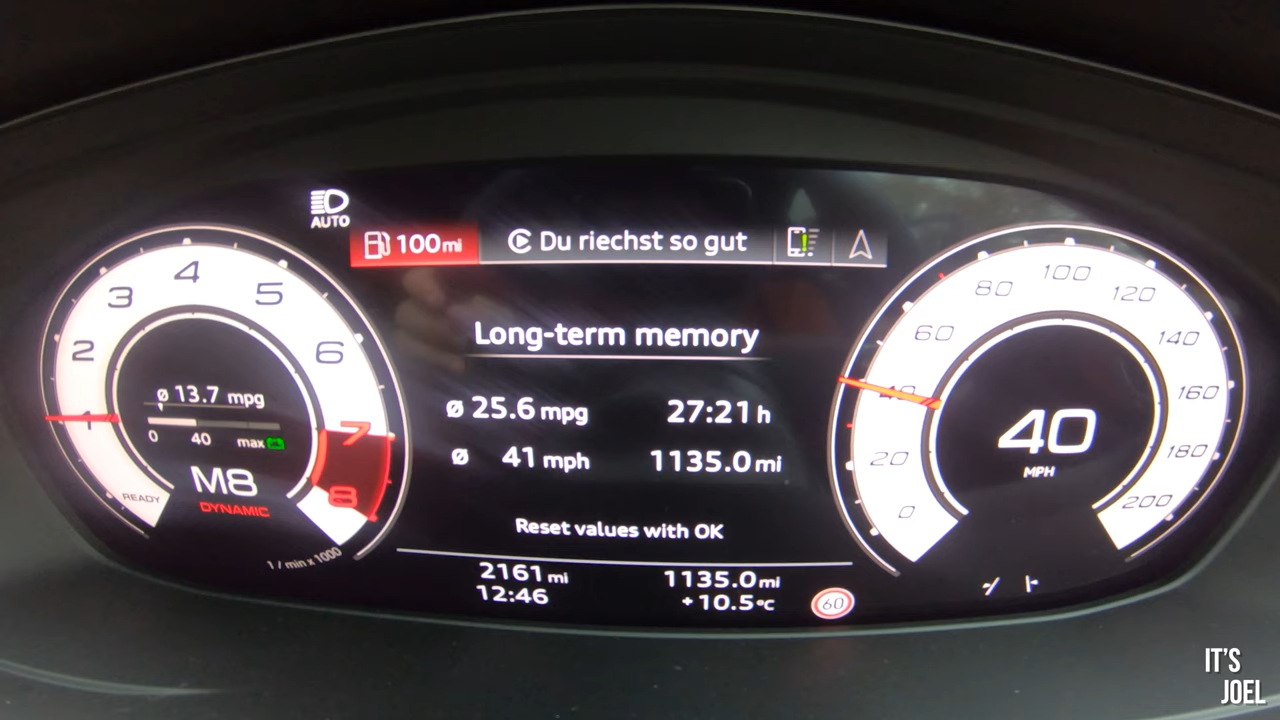 AUTO
100 mi
Du riechst so gut
1
2
3
4
5
6
7
8
READY
ø 13.7 mpg
0 40 max
M8
DYNAMIC
1 / min x 1000
Long-term memory
ø 25.6 mpg 27:21 h
ø 41 mph 1135.0 mi
Reset values with OK
2161 mi 1135.0 mi
12:46 +10.5 °C
60
0
20
40
60
80
100
120
140
160
180
200
40
MPH
IT'S
JOEL